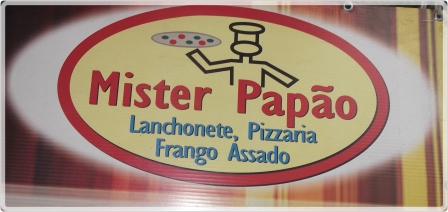 Mister Papão
Lanchonete, Pizzaria
Frango Assado